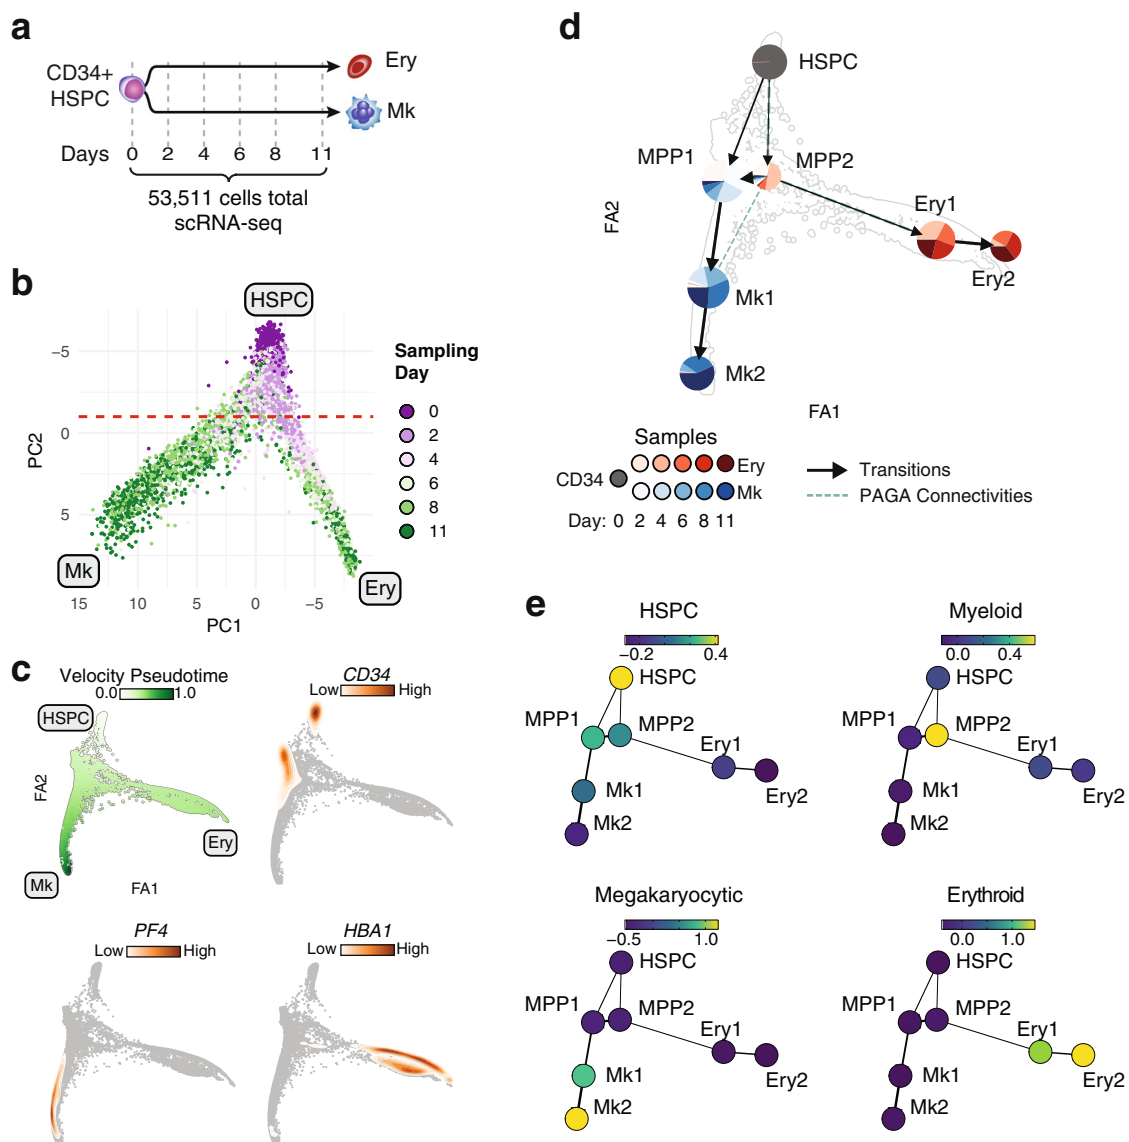 a
CD34+
HSPC
Ery
Mk
Days 0 2 4 6 8 11
53,511 cells total
scRNA-seq
b
HSPC
−5
0
5
PC2
Mk
Ery
15 10 5 0 −5
PC1
Sampling
Day
0
2
4
6
8
11
c
Velocity Pseudotime
0.0 1.0
HSPC
FA2
Ery
Mk
FA1
CD34
Low High
PF4
Low High
HBA1
Low High
d
HSPC
MPP1
MPP2
FA2
Ery1
Ery2
Mk1
Mk2
FA1
Samples
CD34
Ery
Mk
Day: 0 2 4 6 8 11
Transitions
PAGA Connectivities
e
HSPC
−0.2 0.4
HSPC
MPP1
MPP2
Ery1
Mk1
Ery2
Mk2
Myeloid
0.0 0.4
HSPC
MPP1
MPP2
Ery1
Mk1
Ery2
Mk2
Megakaryocytic
−0.5 1.0
HSPC
MPP1
MPP2
Ery1
Mk1
Ery2
Mk2
Erythroid
0.0 1.0
HSPC
MPP1
MPP2
Ery1
Mk1
Ery2
Mk2